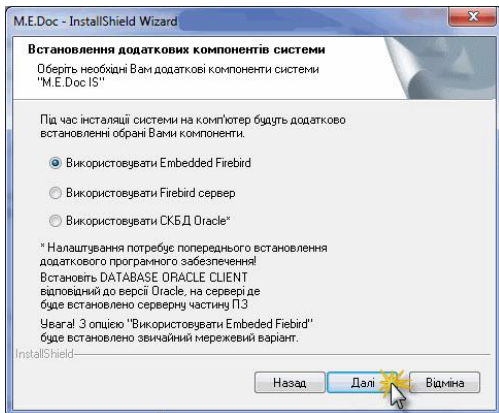 M.E.Doc - InstallShield Wizard
Встановлення додаткових компонентів системи
Оберіть необхідні Вам додаткові компоненти системи
"M.E.Doc IS"
Під час інсталяції системи на комп'ютер будуть додатково
встановленні обрані Вами компоненти.
Використовувати Embedded Firebird
Використовувати Firebird сервер
Використовувати СКБД Oracle*
* Налаштування потребує попереднього встановлення
додаткового програмного забезпечення!
Встановіть DATABASE ORACLE CLIENT
відповідний до версії Oracle, на сервері де
буде встановлено серверну частину ПЗ
Увага! З опцією "Використовувати Embeded Fiebird"
буде встановлено звичайний мережевий варіант.
InstallShield
Назад Далі Відміна